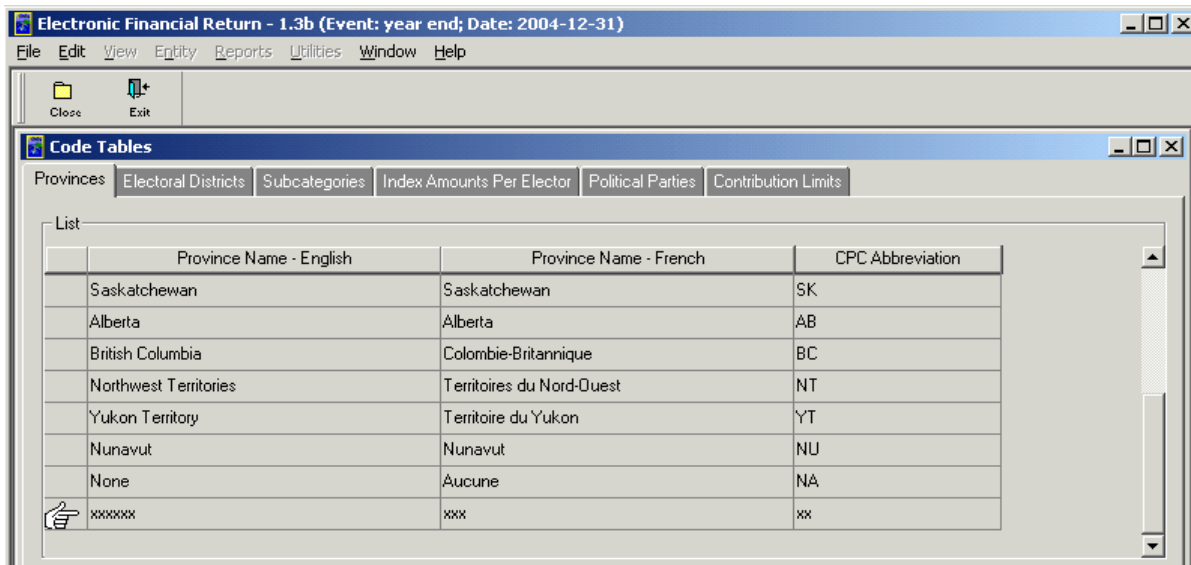 Electronic Financial Return - 1.3b (Event: year end; Date: 2004-12-31)
File Edit View Entity Reports Utilities Window Help
Close Exit
Code Tables
Provinces Electoral Districts Subcategories Index Amounts Per Elector Political Parties Contribution Limits
List
Province Name - English Province Name - French CPC Abbreviation
Saskatchewan Saskatchewan SK
Alberta Alberta AB
British Columbia Colombie-Britannique BC
Northwest Territories Territoires du Nord-Ouest NT
Yukon Territory Territoire du Yukon YT
Nunavut Nunavut NU
None Aucune NA
xxxxxx xxx xx